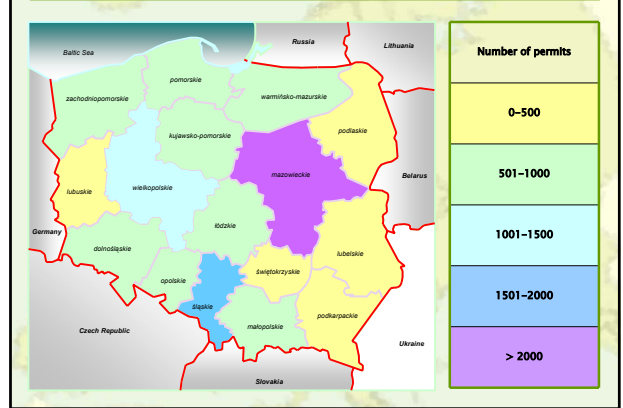 Baltic Sea
Russia
Lithuania
pomorskie
zachodniopomorskie
warmińsko-mazurskie
kujawsko-pomorskie
podlaskie
mazowieckie
Belarus
lubuskie
wielkopolskie
Germany
łódzkie
dolnośląskie
lubelskie
świętokrzyskie
opolskie
śląskie
podkarpackie
małopolskie
Czech Republic
Ukraine
Slovakia
Number of permits
0-500
501-1000
1001-1500
1501-2000
> 2000